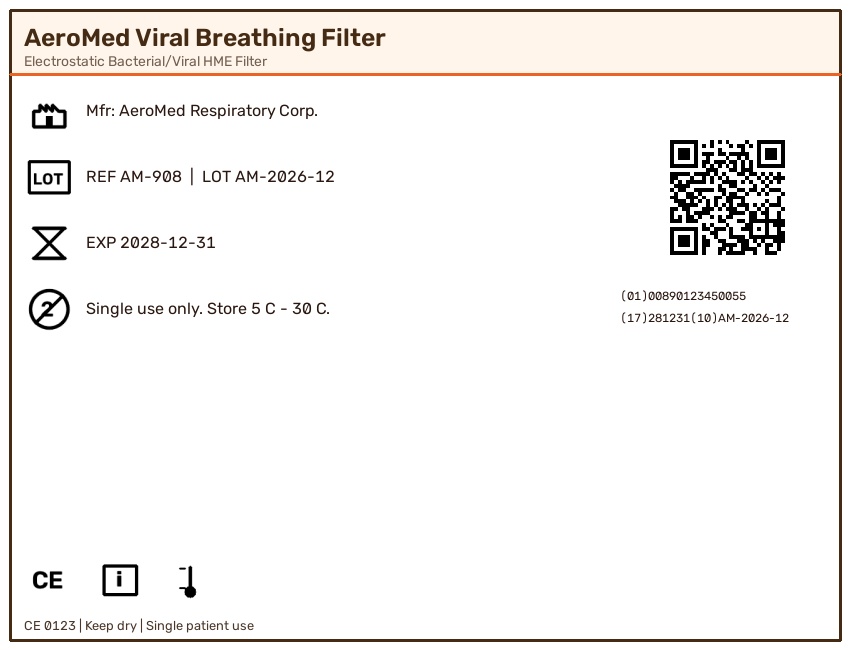 AeroMed Viral Breathing Filter
Electrostatic Bacterial/Viral HME Filter
Mfr: AeroMed Respiratory Corp.
LOT
REF AM-908 | LOT AM-2026-12
EXP 2028-12-31
2
Single use only. Store 5 C - 30 C.
(01)00890123450055
(17)281231(10)AM-2026-12
CE
i
CE 0123 | Keep dry | Single patient use